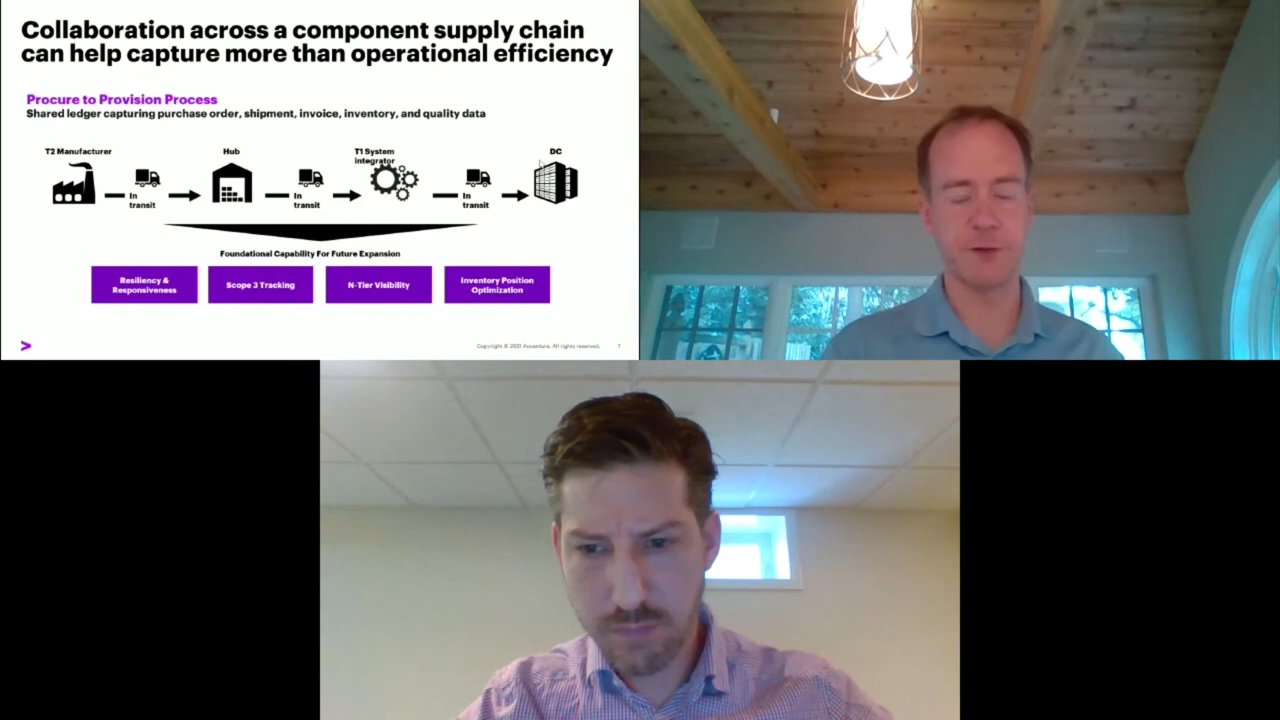 Collaboration across a component supply chain
can help capture more than operational efficiency
Procure to Provision Process
Shared ledger capturing purchase order, shipment, invoice, inventory, and quality data
T2 Manufacturer
Hub
T1 System
integrator
DC
In
transit
In
transit
In
transit
Foundational Capability For Future Expansion
Resiliency &
Responsiveness
Scope 3 Tracking
N-Tier Visibility
Inventory Position
Optimization
Copyright © 2021 Accenture. All rights reserved.
7